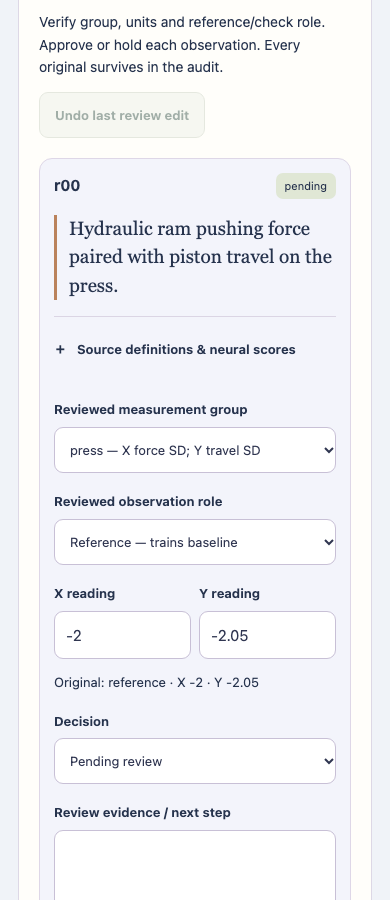 Verify group, units and reference/check role.
Approve or hold each observation. Every
original survives in the audit.
Undo last review edit
r00
pending
Hydraulic ram pushing force
paired with piston travel on the
press.
+ Source definitions & neural scores
Reviewed measurement group
press — X force SD; Y travel SD
Reviewed observation role
Reference — trains baseline
X reading
Y reading
-2
-2.05
Original: reference · X -2 · Y -2.05
Decision
Pending review
Review evidence / next step